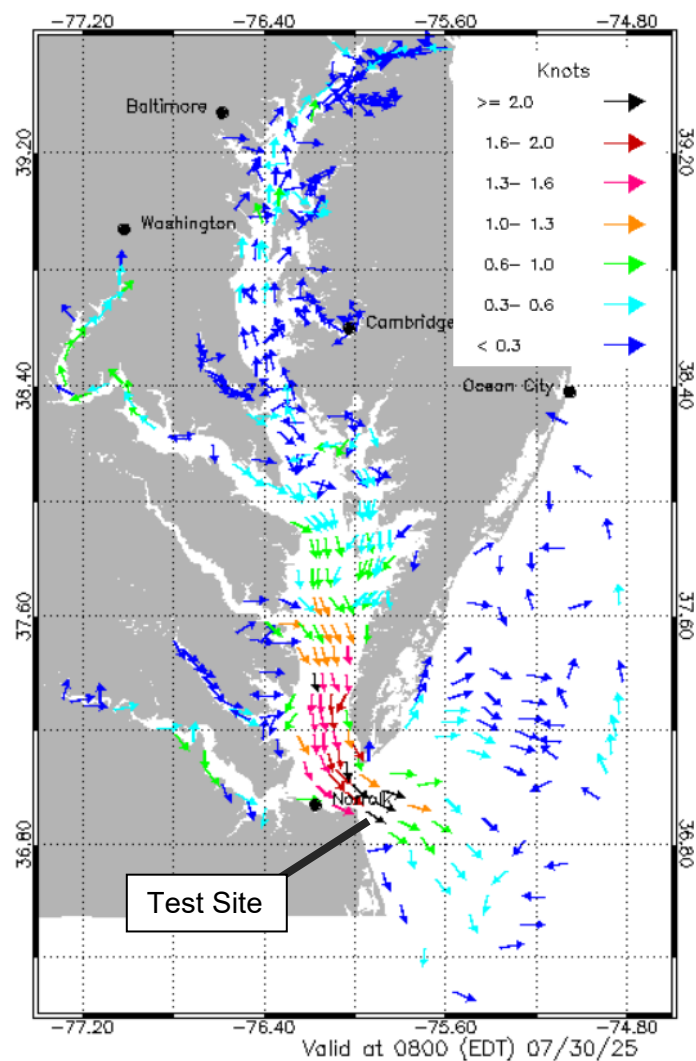 −77.20 −76.40 −75.60 −74.80
Knots
>= 2.0
1.6− 2.0
1.3− 1.6
1.0− 1.3
0.6− 1.0
0.3− 0.6
< 0.3
Baltimore
39.20
39.20
Washington
Cambridge
Ocean City
38.40
38.40
37.60
37.60
Norfolk
36.80
36.80
Test Site
−77.20 −76.40 −75.60 −74.80
Valid at 0800 (EDT) 07/30/25